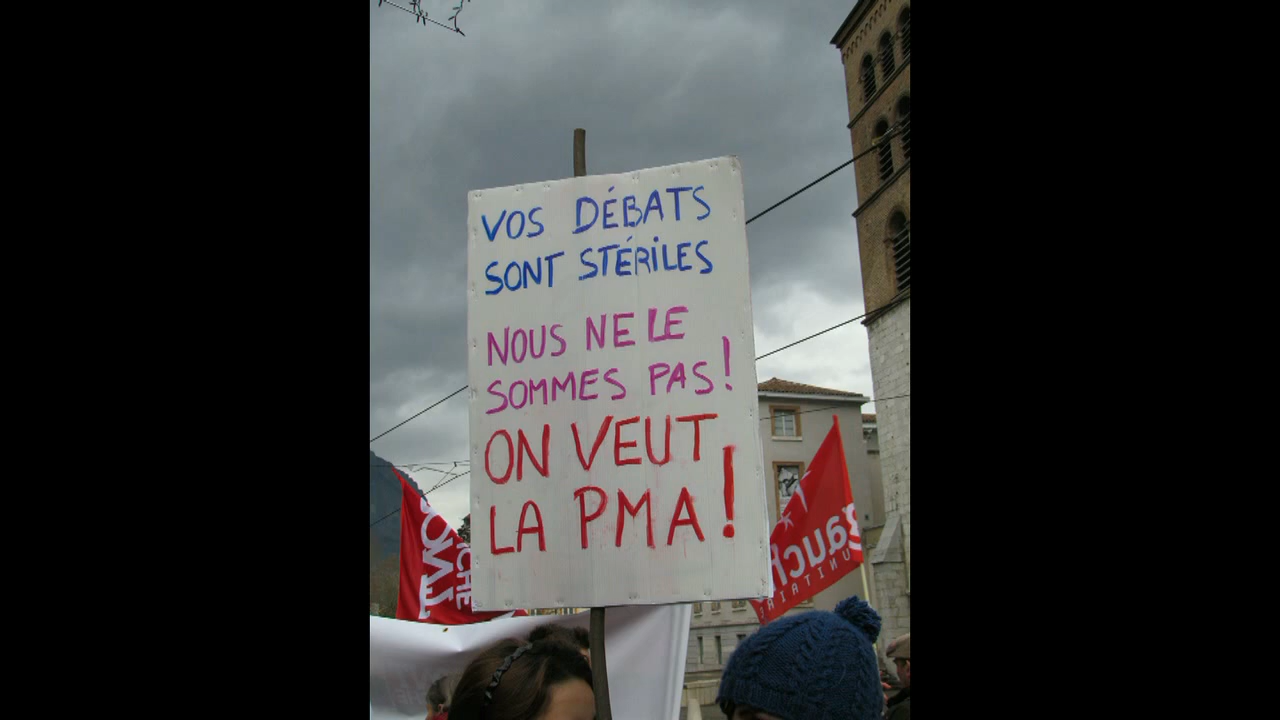 VOS DÉBATS
SONT STÉRILES
NOUS NE LE
SOMMES PAS !
ON VEUT
LA PMA !